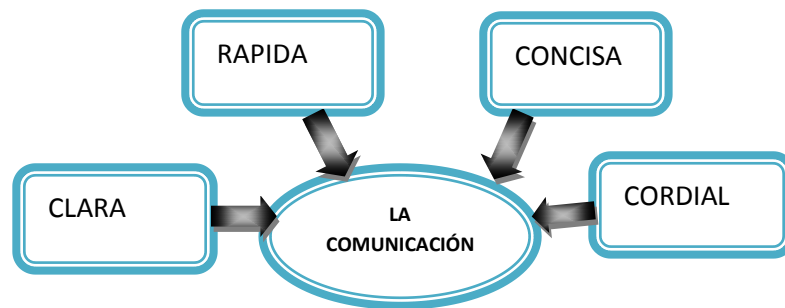 RAPIDA
CONCISA
CLARA
CORDIAL
LA
COMUNICACIÓN